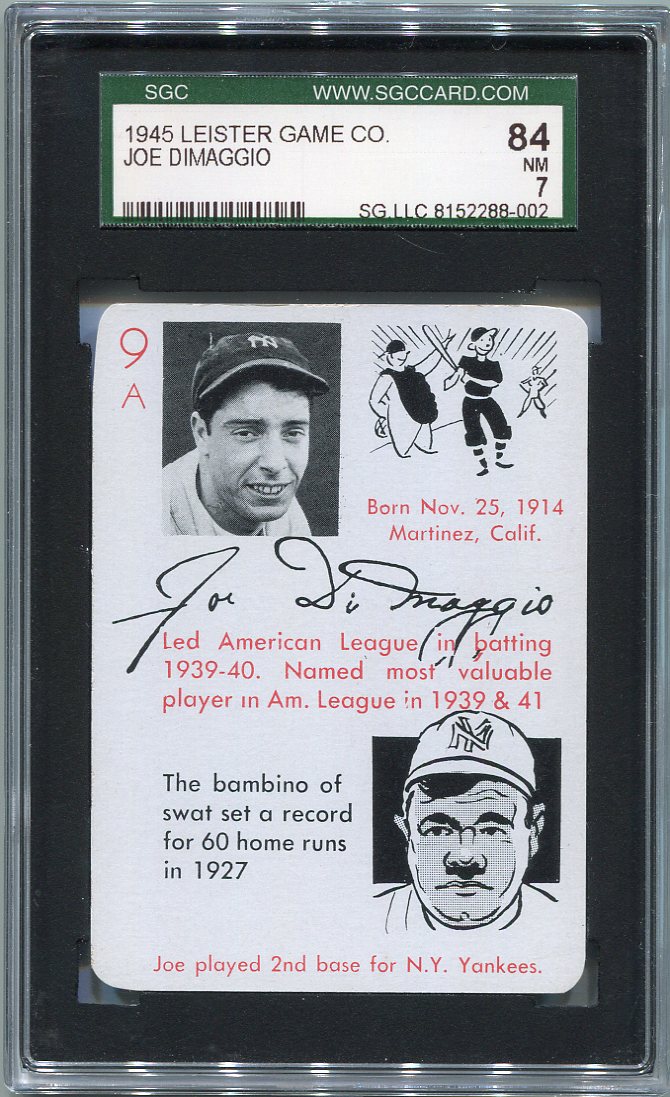 SGC WWW.SGCCARD.COM
1945 LEISTER GAME CO. 84
JOE DIMAGGIO NM
7
SG.LLC 8152288-002
9
A
NY
Born Nov. 25, 1914
Martinez, Calif.
Joe DiMaggio
Led American League in batting
1939-40. Named most valuable
player in Am. League in 1939 & 41
NY
The bambino of
swat set a record
for 60 home runs
in 1927
Joe played 2nd base for N.Y. Yankees.